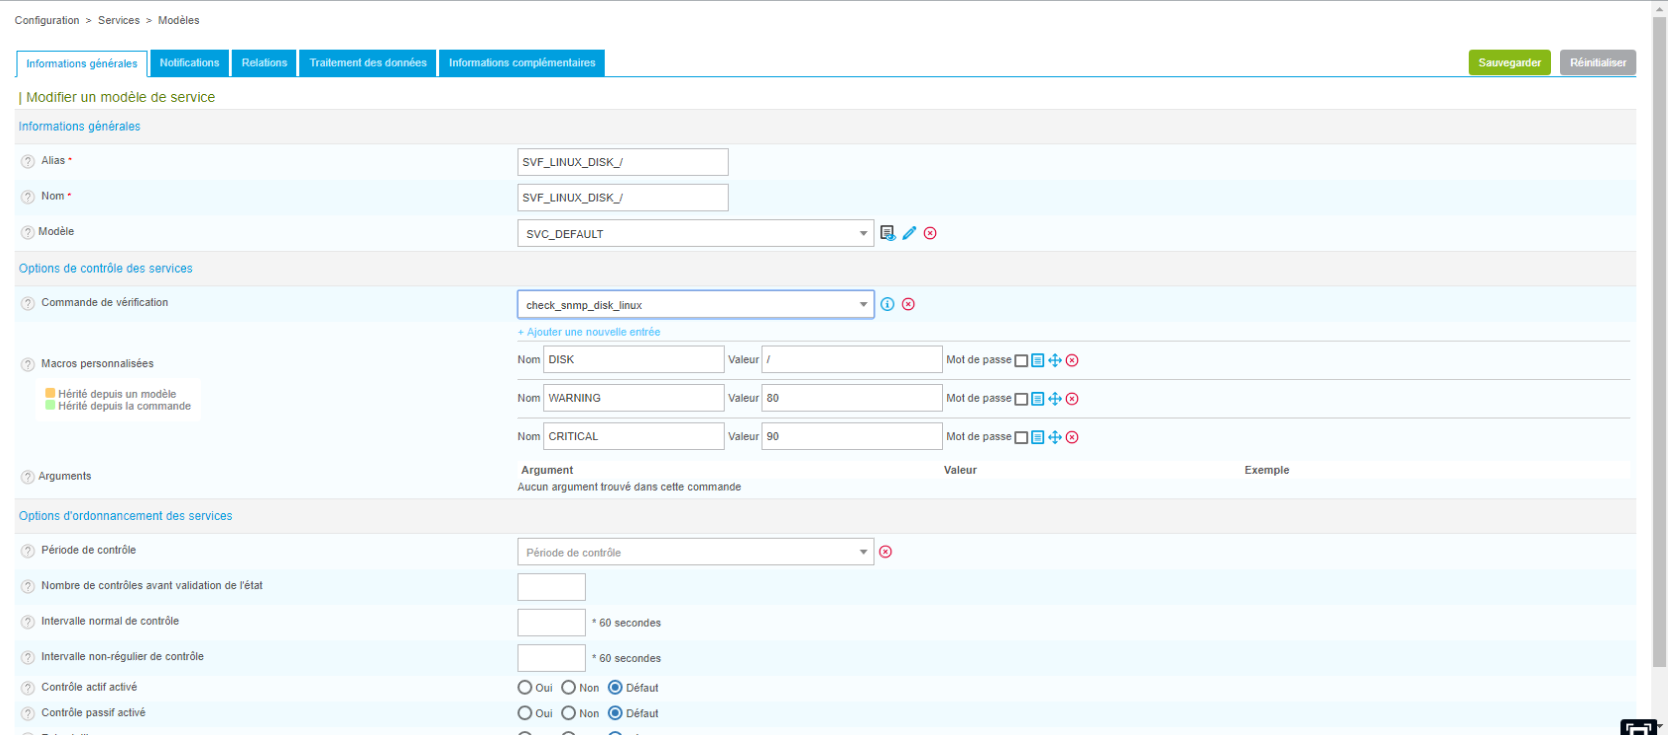 Configuration > Services > Modèles
Informations générales Notifications Relations Traitement des données Informations complémentaires Sauvegarder Réinitialiser
| Modifier un modèle de service
Informations générales
? Alias * SVF_LINUX_DISK_/
? Nom * SVF_LINUX_DISK_/
? Modèle SVC_DEFAULT
Options de contrôle des services
? Commande de vérification check_snmp_disk_linux
+ Ajouter une nouvelle entrée
? Macros personnalisées
Hérité depuis un modèle
Hérité depuis la commande
Nom DISK Valeur / Mot de passe
Nom WARNING Valeur 80 Mot de passe
Nom CRITICAL Valeur 90 Mot de passe
? Arguments Argument Valeur Exemple
Aucun argument trouvé dans cette commande
Options d'ordonnancement des services
? Période de contrôle Période de contrôle
? Nombre de contrôles avant validation de l'état
? Intervalle normal de contrôle * 60 secondes
? Intervalle non-régulier de contrôle * 60 secondes
? Contrôle actif activé Oui Non Défaut
? Contrôle passif activé Oui Non Défaut